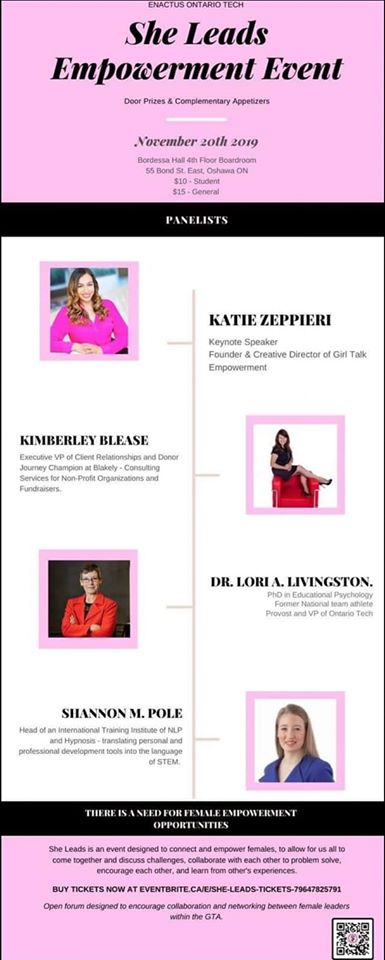 ENACTUS ONTARIO TECH
She Leads
Empowerment Event
Door Prizes & Complementary Appetizers
November 20th 2019
Bordessa Hall 4th Floor Boardroom
55 Bond St. East, Oshawa ON
$10 - Student
$15 - General
PANELISTS
KATIE ZEPPIERI
Keynote Speaker
Founder & Creative Director of Girl Talk
Empowerment
KIMBERLEY BLEASE
Executive VP of Client Relationships and Donor
Journey Champion at Blakely - Consulting
Services for Non-Profit Organizations and
Fundraisers.
DR. LORI A. LIVINGSTON.
PhD in Educational Psychology
Former National team athlete
Provost and VP of Ontario Tech
SHANNON M. POLE
Head of an International Training Institute of NLP
and Hypnosis - translating personal and
professional development tools into the language
of STEM.
THERE IS A NEED FOR FEMALE EMPOWERMENT
OPPORTUNITIES
She Leads is an event designed to connect and empower females, to allow for us all to
come together and discuss challenges, collaborate with each other to problem solve,
encourage each other, and learn from other's experiences.
BUY TICKETS NOW AT EVENTBRITE.CA/E/SHE-LEADS-TICKETS-79647825791
Open forum designed to encourage collaboration and networking between female leaders
within the GTA.